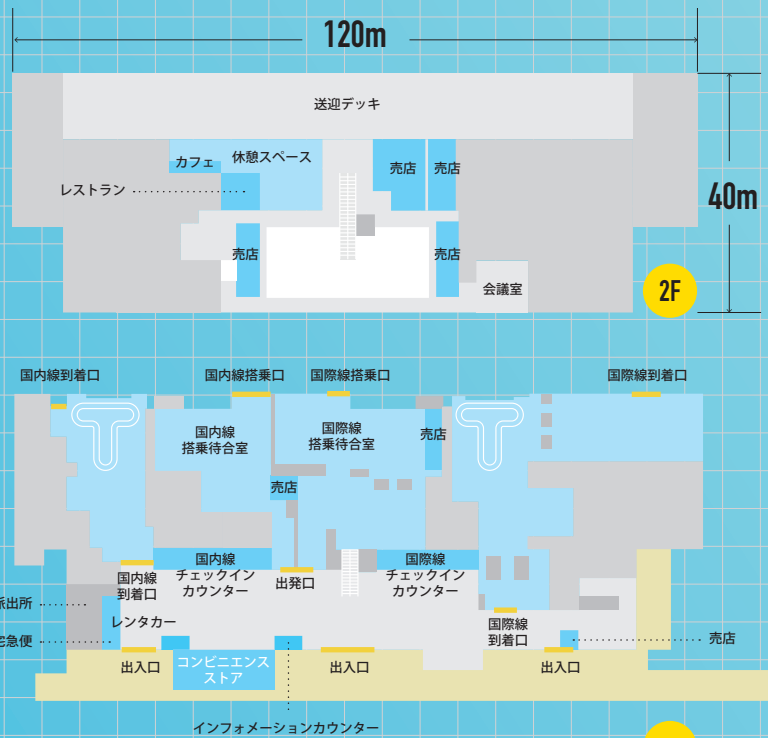 120m
送迎デッキ
カフェ
休憩スペース
売店
売店
レストラン
40m
売店
売店
会議室
2F
国内線到着口
国内線搭乗口
国際線搭乗口
国際線到着口
国内線
搭乗待合室
国際線
搭乗待合室
売店
売店
国内線
チェックイン
カウンター
国際線
チェックイン
カウンター
国内線
到着口
出発口
派出所
レンタカー
国際線
到着口
宅急便
売店
出入口
コンビニエンス
ストア
出入口
出入口
インフォメーションカウンター